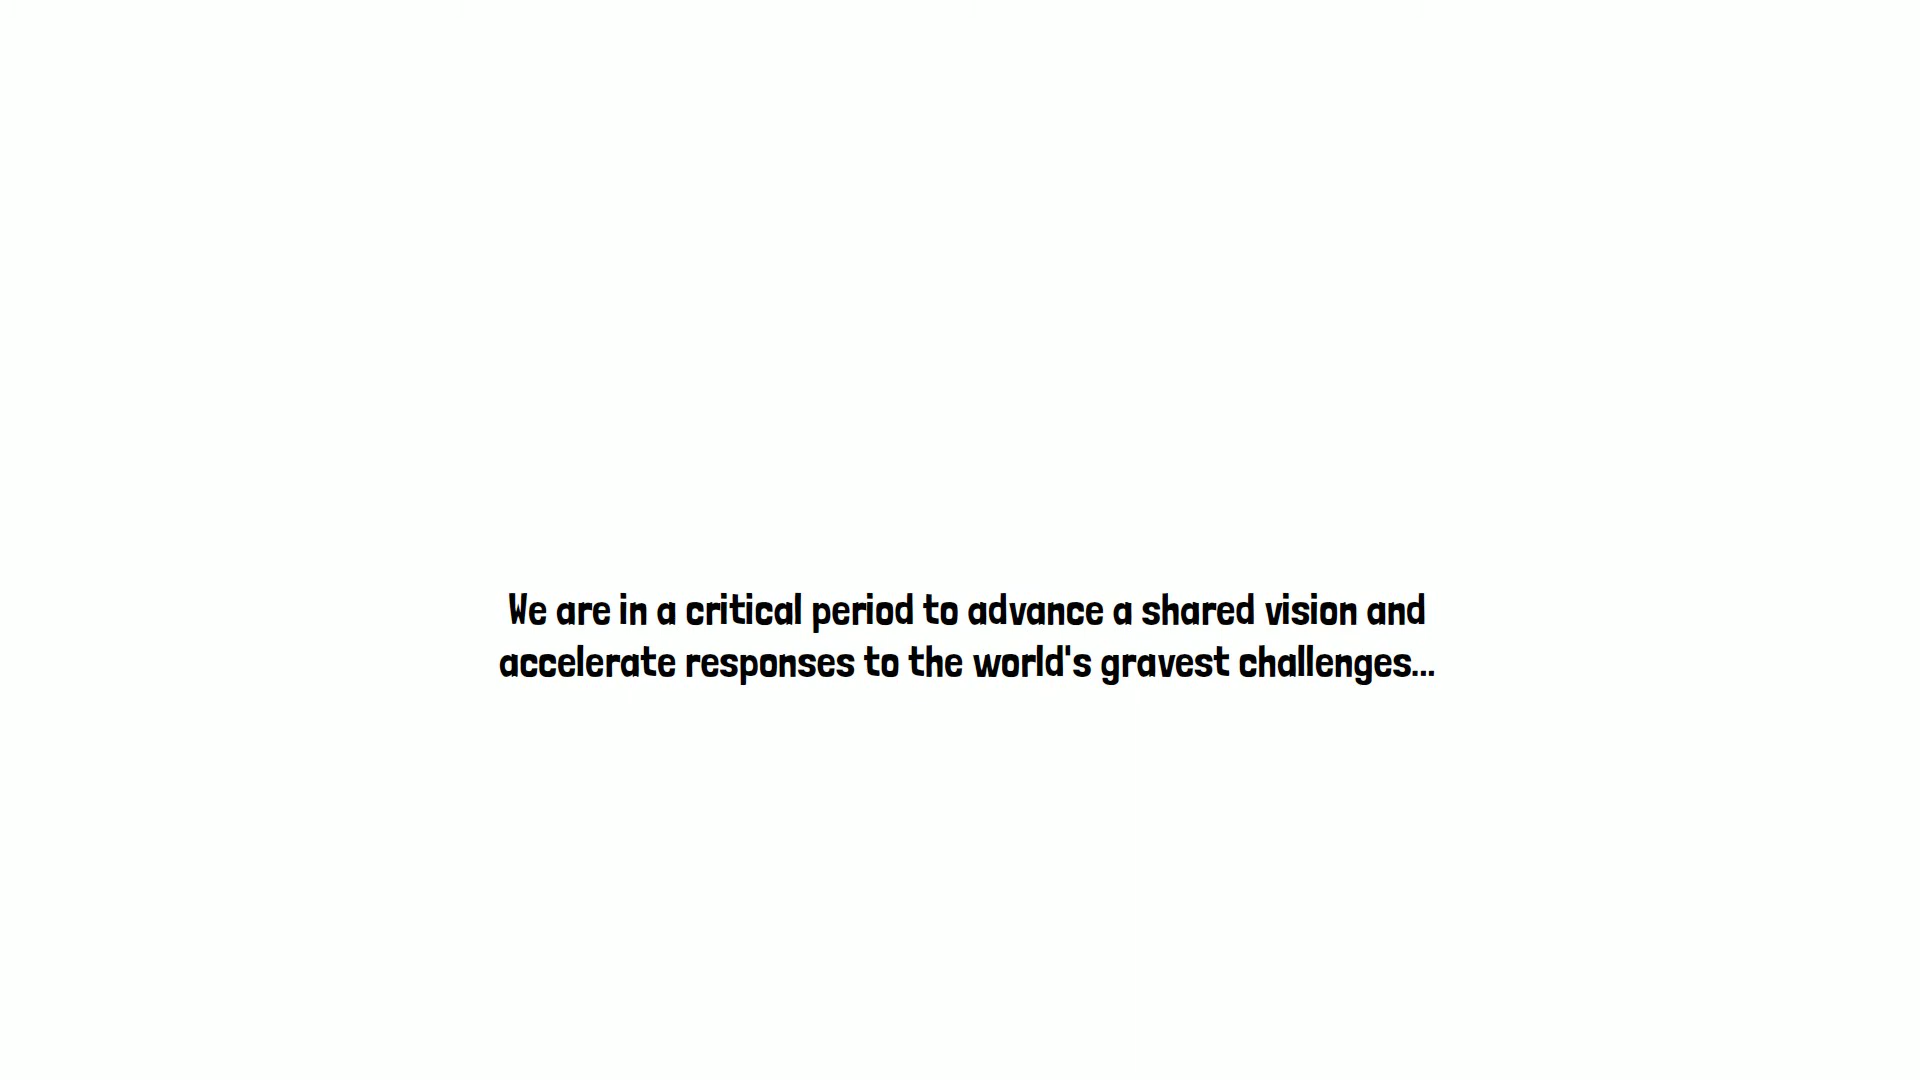 We are in a critical period to advance a shared vision and
accelerate responses to the world's gravest challenges...